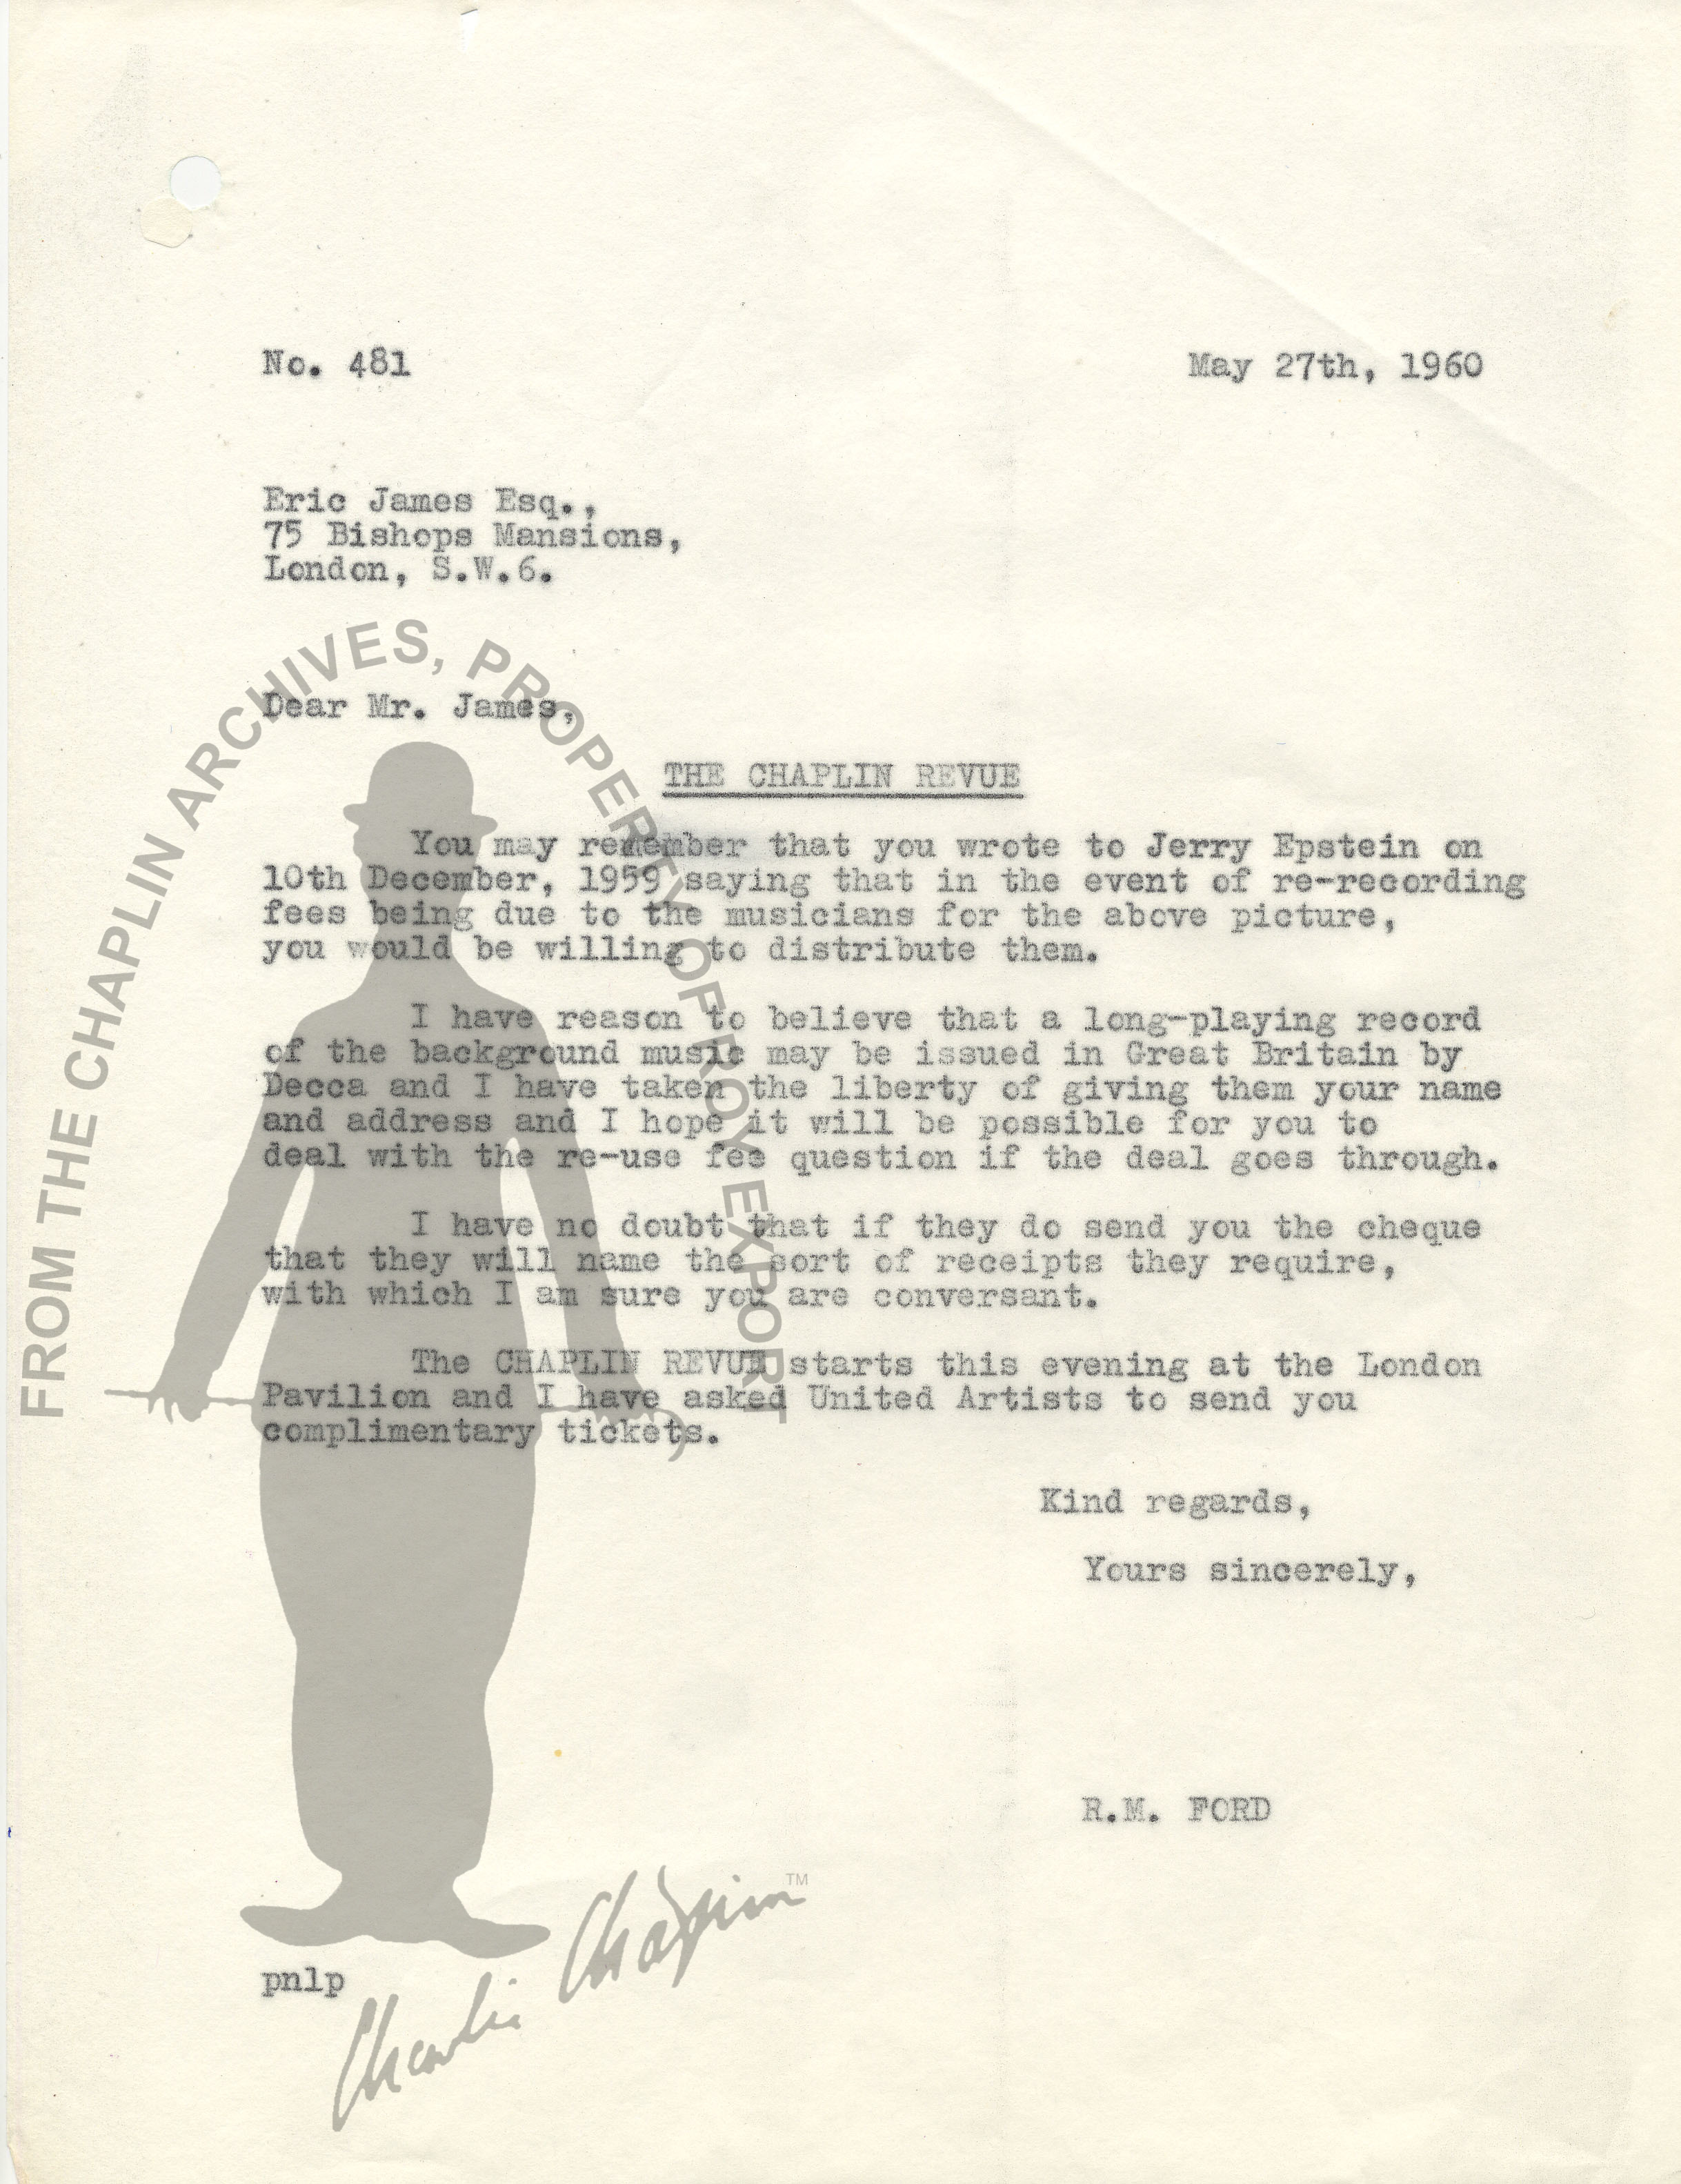 No. 481
May 27th, 1960
Eric James Esq.,
75 Bishops Mansions,
London, S.W.6.
Dear Mr. James,
THE CHAPLIN REVUE
You may remember that you wrote to Jerry Epstein on
10th December, 1959 saying that in the event of re-recording
fees being due to the musicians for the above picture,
you would be willing to distribute them.
I have reason to believe that a long-playing record
of the background music may be issued in Great Britain by
Decca and I have taken the liberty of giving them your name
and address and I hope it will be possible for you to
deal with the re-use fee question if the deal goes through.
I have no doubt that if they do send you the cheque
that they will name the sort of receipts they require,
with which I am sure you are conversant.
The CHAPLIN REVUE starts this evening at the London
Pavilion and I have asked United Artists to send you
complimentary tickets.
Kind regards,
Yours sincerely,
R.M. FORD
pnlp
FROM THE CHAPLIN ARCHIVES, PROPERTY OF ROY EXPORT
Charlie Chaplin™